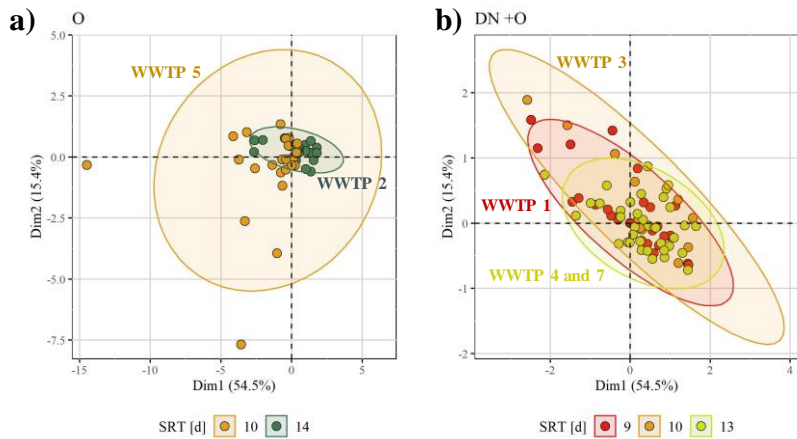 a)
O
5.0
2.5
0.0
-2.5
-5.0
-7.5
Dim2 (15.4%)
WWTP 5
WWTP 2
-15
-10
-5
0
5
Dim1 (54.5%)
SRT [d]
10
14
b)
DN +O
2
1
0
-1
-2
Dim2 (15.4%)
WWTP 3
WWTP 1
WWTP 4 and 7
-4
-2
0
2
4
Dim1 (54.5%)
SRT [d]
9
10
13